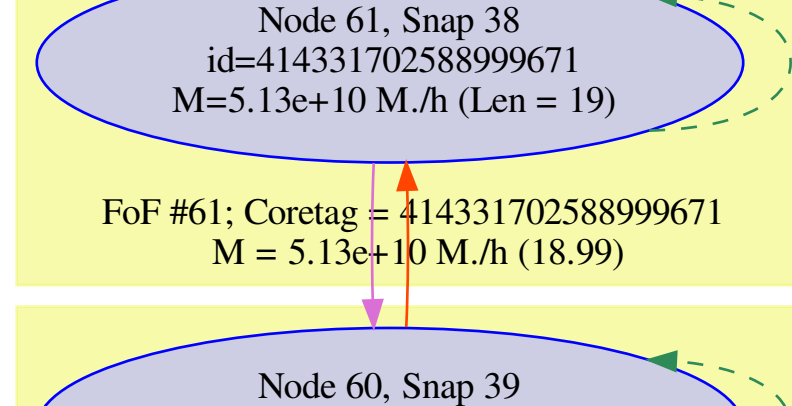 Node 61, Snap 38
id=414331702588999671
M=5.13e+10 M./h (Len = 19)
FoF #61; Coretag = 414331702588999671
M = 5.13e+10 M./h (18.99)
Node 60, Snap 39